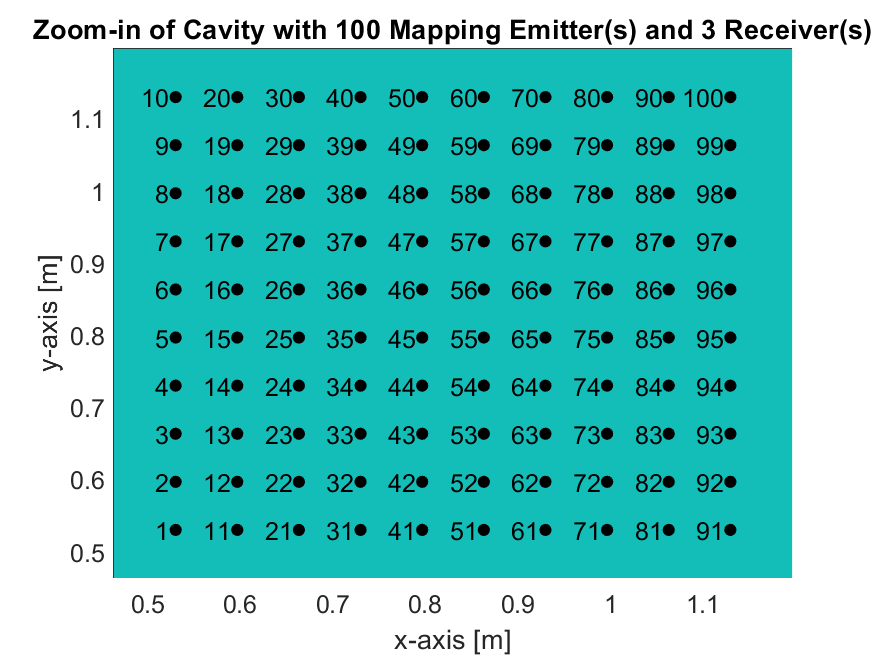 Zoom-in of Cavity with 100 Mapping Emitter(s) and 3 Receiver(s)
10 20 30 40 50 60 70 80 90 100
1.1
9 19 29 39 49 59 69 79 89 99
1
8 18 28 38 48 58 68 78 88 98
7 17 27 37 47 57 67 77 87 97
0.9
6 16 26 36 46 56 66 76 86 96
y-axis [m]
0.8
5 15 25 35 45 55 65 75 85 95
4 14 24 34 44 54 64 74 84 94
0.7
3 13 23 33 43 53 63 73 83 93
0.6
2 12 22 32 42 52 62 72 82 92
1 11 21 31 41 51 61 71 81 91
0.5
0.5 0.6 0.7 0.8 0.9 1 1.1
x-axis [m]